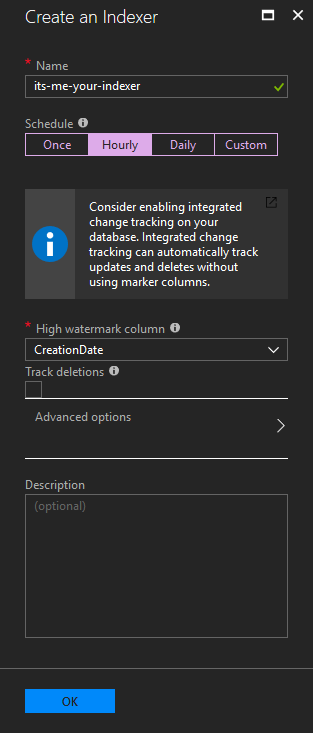 Create an Indexer
* Name
its-me-your-indexer
Schedule
Once Hourly Daily Custom
Consider enabling integrated
change tracking on your
database. Integrated change
tracking can automatically track
updates and deletes without
using marker columns.
* High watermark column
CreationDate
Track deletions
Advanced options
Description
(optional)
OK